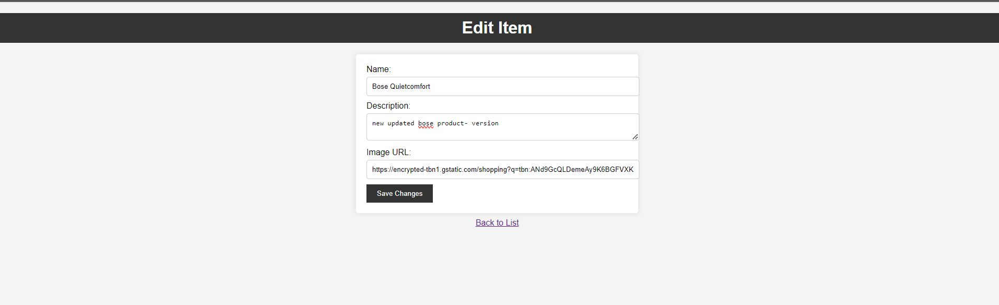 Edit Item
Name:
Bose Quietcomfort
Description:
new updated bose product- version
Image URL:
https://encrypted-tbn1.gstatic.com/shopping?q=tbn:ANd9GcQLDemeAy9K6BGFVXK
Save Changes
Back to List